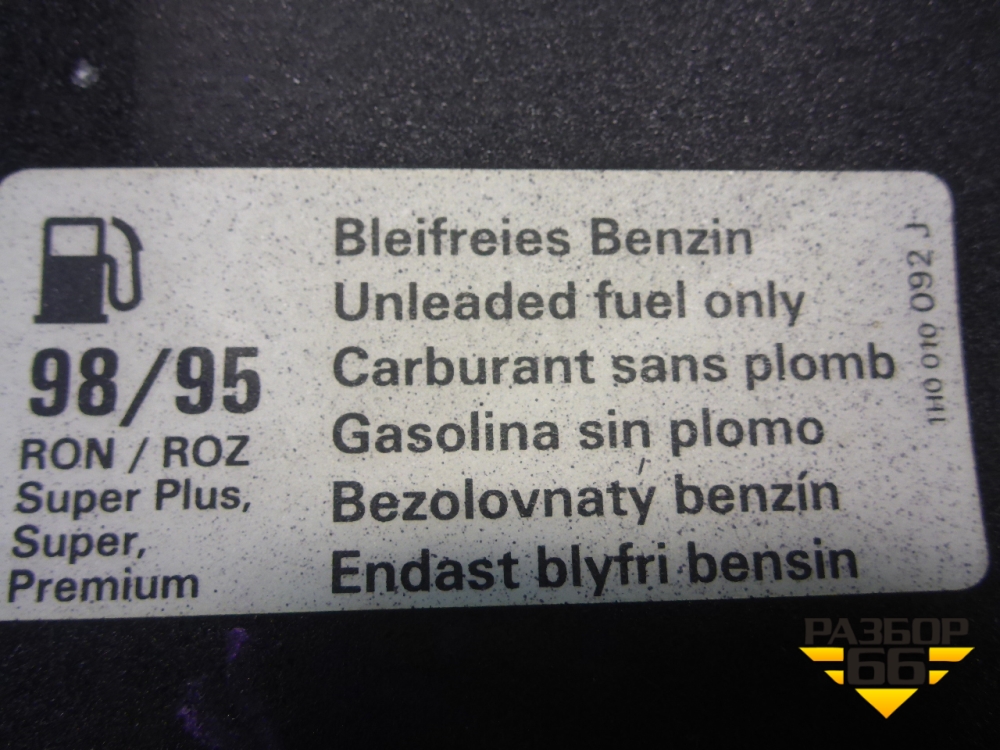 98/95
RON / ROZ
Super Plus,
Super,
Premium
Bleifreies Benzin
Unleaded fuel only
Carburant sans plomb
Gasolina sin plomo
Bezolovnatý benzín
Endast blyfri bensin
1H0 010 092 J
РАЗБОР
66